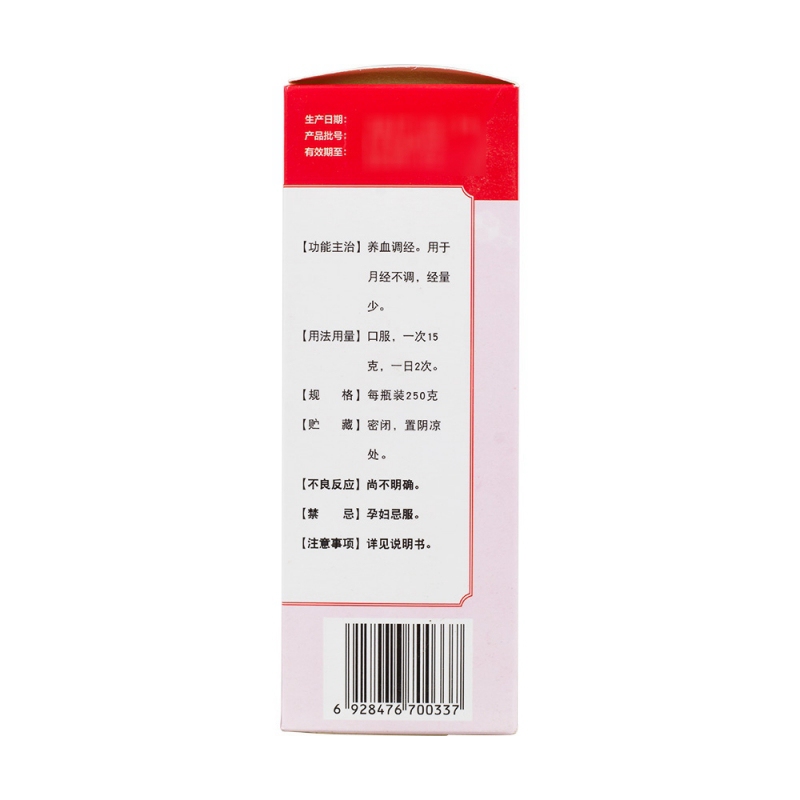 生产日期：
产品批号：
有效期至：
【功能主治】养血调经。用于
月经不调，经量
少。
【用法用量】口服，一次15
克，一日2次。
【规 格】每瓶装250克
【贮 藏】密闭，置阴凉
处。
【不良反应】尚不明确。
【禁 忌】孕妇忌服。
【注意事项】详见说明书。
6 928476 700337